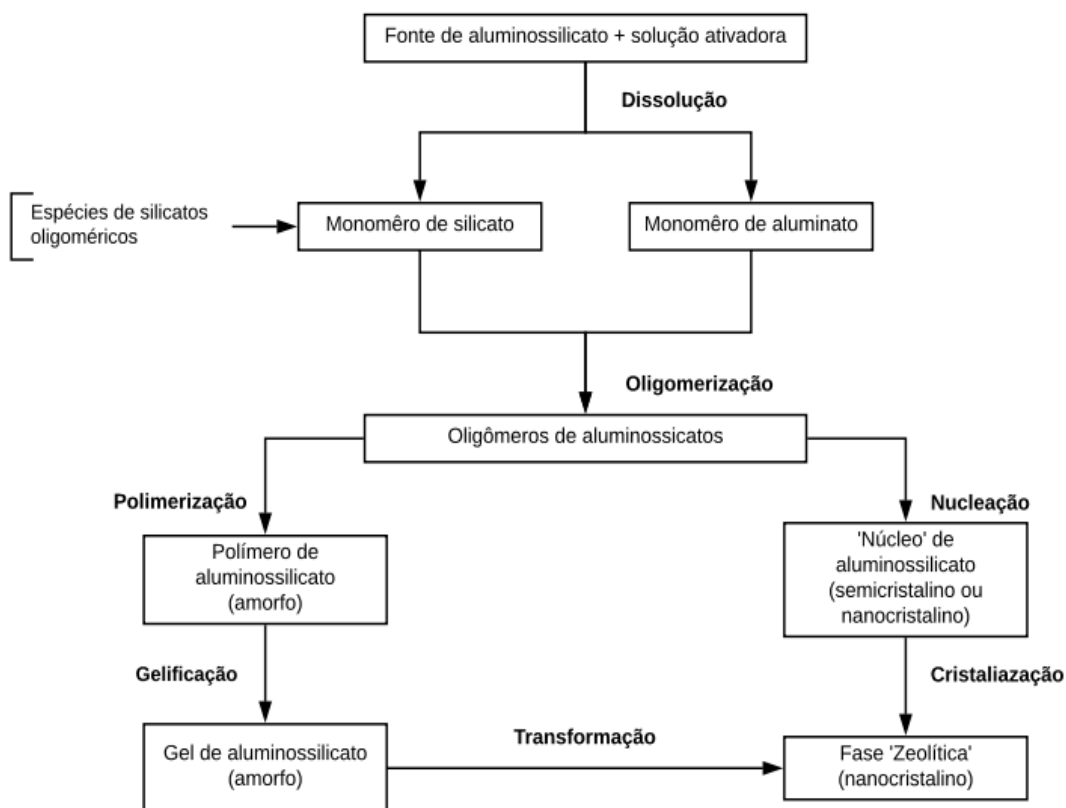 Fonte de aluminossilicato + solução ativadora
Dissolução
Espécies de silicatos
oligoméricos
Monomêro de silicato
Monomêro de aluminato
Oligomerização
Oligômeros de aluminossicatos
Polimerização
Nucleação
Polímero de
aluminossilicato
(amorfo)
'Núcleo' de
aluminossilicato
(semicristalino ou
nanocristalino)
Gelificação
Cristaliazação
Gel de aluminossilicato
(amorfo)
Transformação
Fase 'Zeolítica'
(nanocristalino)